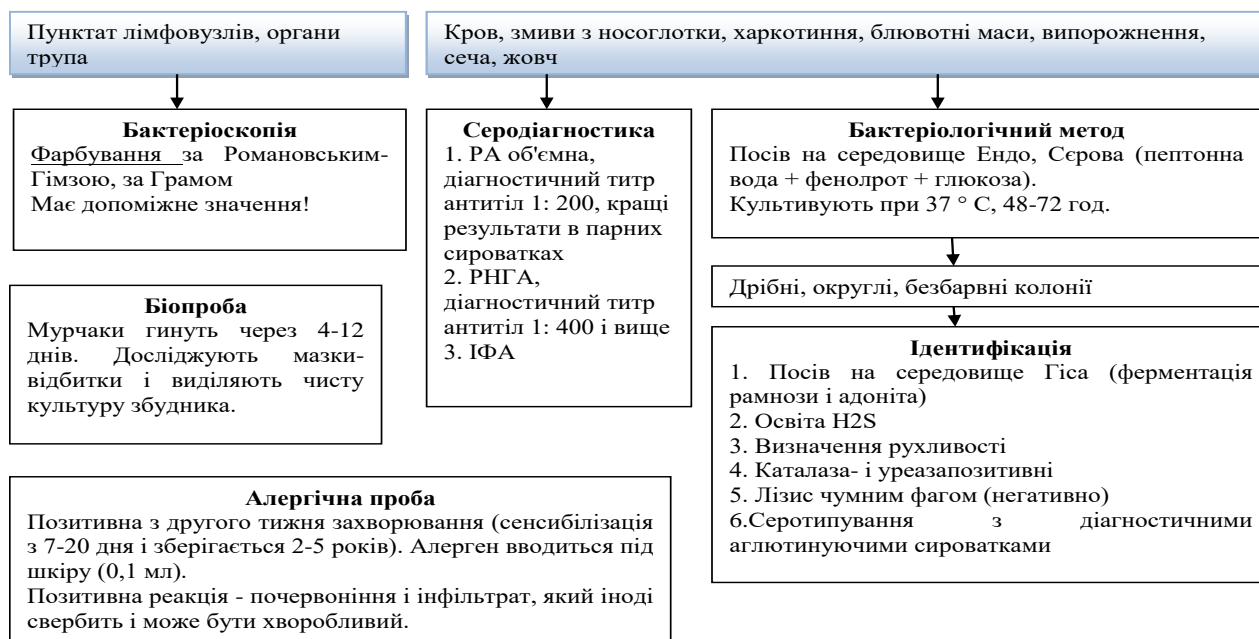 Пунктат лімфовузлів, органи
трупа
Кров, змиви з носоглотки, харкотиння, блювотні маси, випорожнення,
сеча, жовч
Бактеріоскопія
Фарбування за Романовським-
Гімзою, за Грамом
Має допоміжне значення!
Біопроба
Мурчаки гинуть через 4-12
днів. Досліджують мазки-
відбитки і виділяють чисту
культуру збудника.
Серодіагностика
1. РА об'ємна,
діагностичний титр
антитіл 1: 200, кращі
результати в парних
сироватках
2. РНГА,
діагностичний титр
антитіл 1: 400 і вище
3. ІФА
Бактеріологічний метод
Посів на середовище Ендо, Сєрова (пептонна
вода + фенолрот + глюкоза).
Культивують при 37 ° С, 48-72 год.
Дрібні, округлі, безбарвні колонії
Ідентифікація
1. Посів на середовище Гіса (ферментація
рамнози і адоніта)
2. Освіта H2S
3. Визначення рухливості
4. Каталаза- і уреазапозитивні
5. Лізис чумним фагом (негативно)
6.Серотипування з діагностичними
аглютинуючими сироватками
Алергічна проба
Позитивна з другого тижня захворювання (сенсибілізація
з 7-20 дня і зберігається 2-5 років). Алерген вводиться під
шкіру (0,1 мл).
Позитивна реакція - почервоніння і інфільтрат, який іноді
свербить і може бути хворобливий.